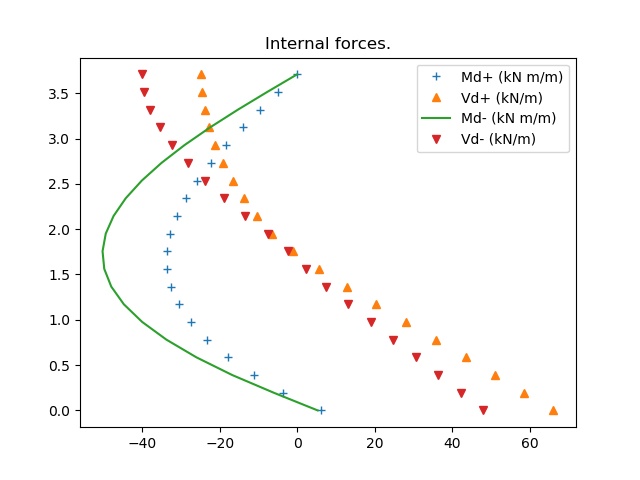 Internal forces.
Md+ (kN m/m)
Vd+ (kN/m)
Md- (kN m/m)
Vd- (kN/m)
3.5
3.0
2.5
2.0
1.5
1.0
0.5
0.0
−40 −20 0 20 40 60